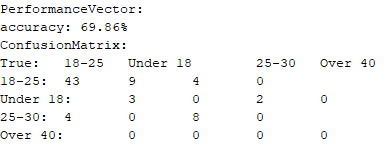 PerformanceVector:
accuracy: 69.86%
ConfusionMatrix:
True: 18-25 Under 18 25-30 Over 40
18-25: 43 9 4 0
Under 18: 3 0 2 0
25-30: 4 0 8 0
Over 40: 0 0 0 0